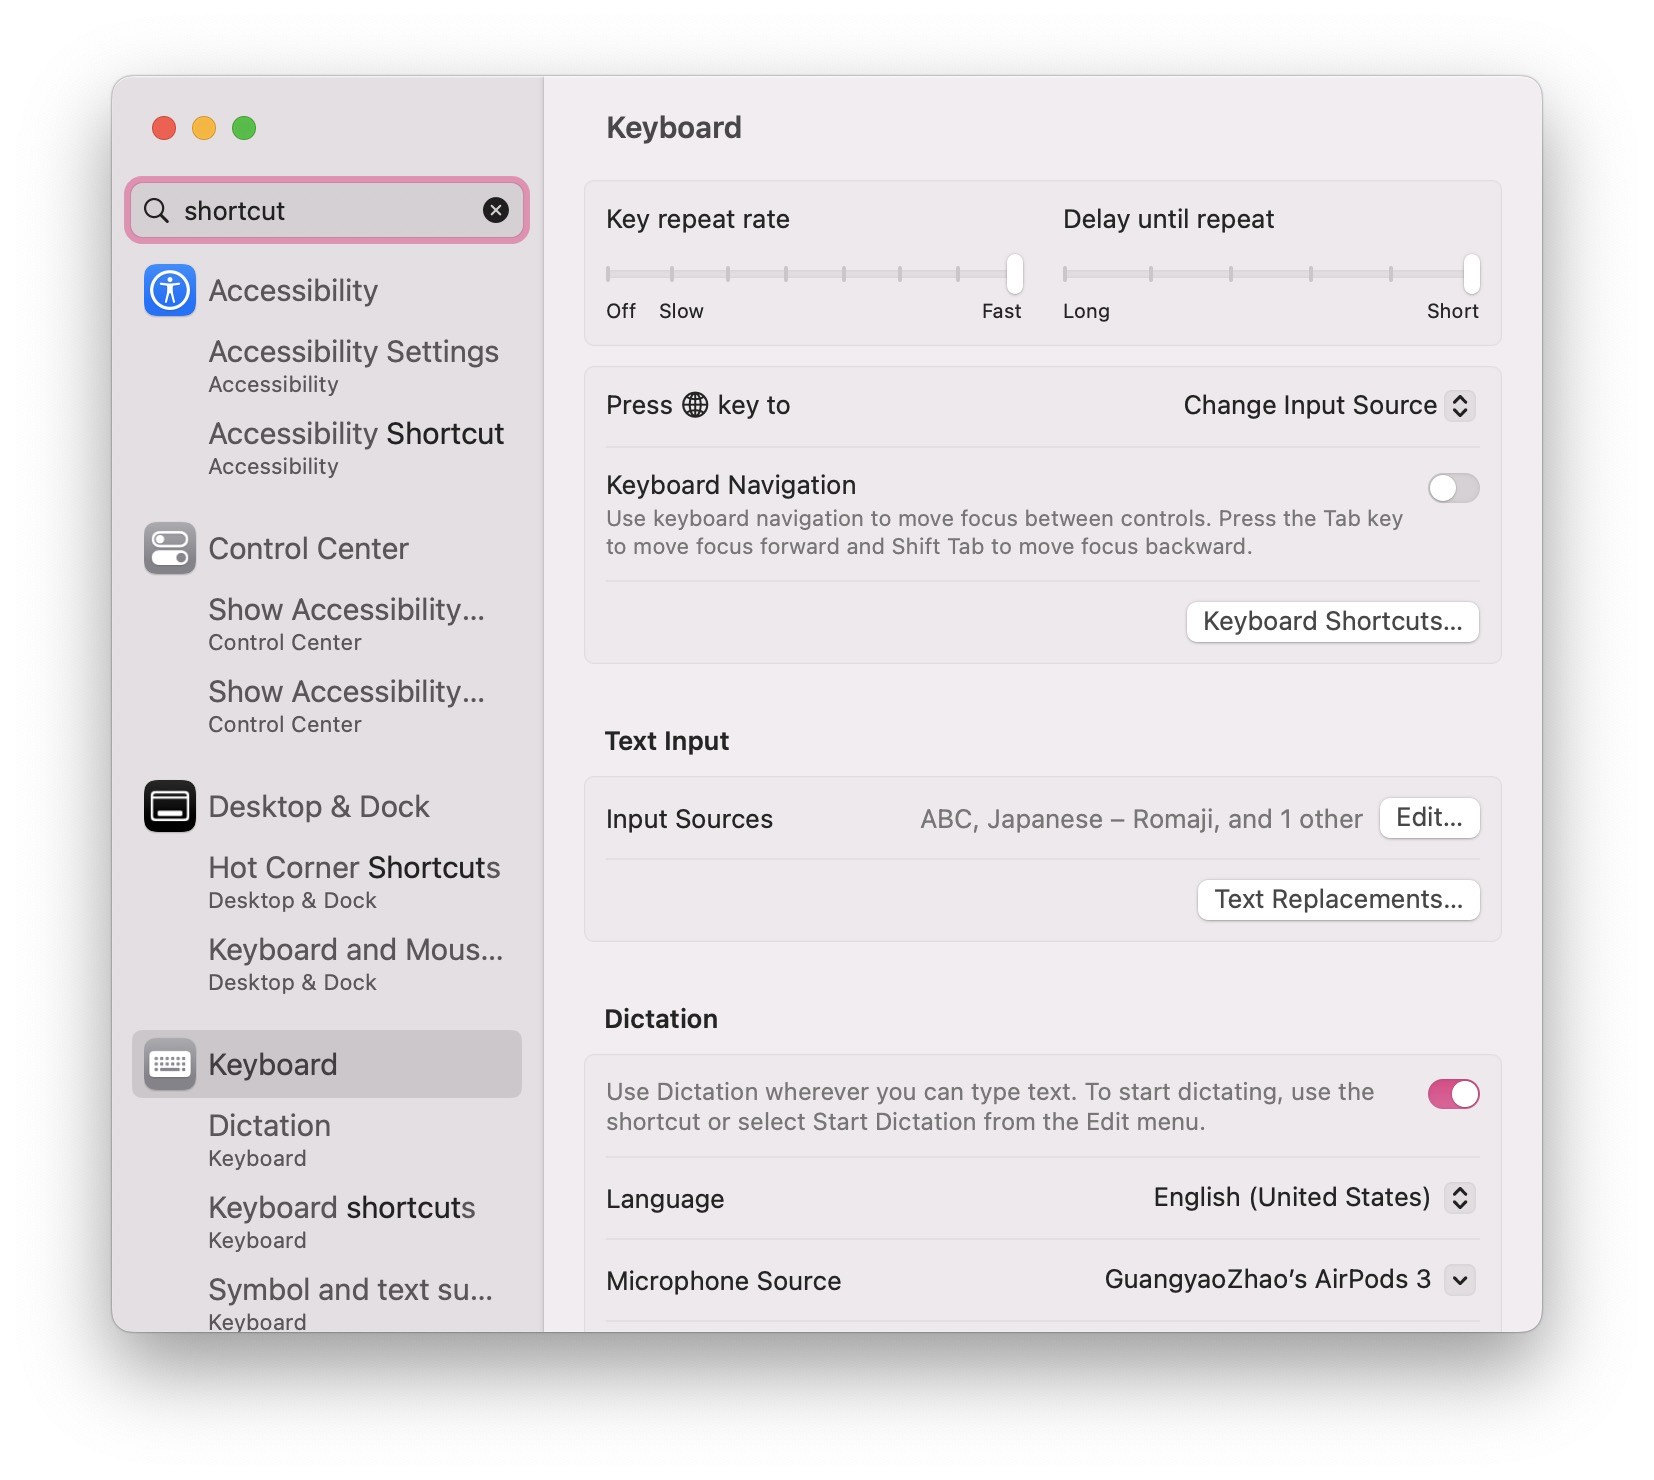 shortcut
Accessibility
Accessibility Settings
Accessibility
Accessibility Shortcut
Accessibility
Control Center
Show Accessibility...
Control Center
Show Accessibility...
Control Center
Desktop & Dock
Hot Corner Shortcuts
Desktop & Dock
Keyboard and Mous...
Desktop & Dock
Keyboard
Dictation
Keyboard
Keyboard shortcuts
Keyboard
Symbol and text su...
Keyboard
Keyboard
Key repeat rate
Off Slow Fast
Delay until repeat
Long Short
Press key to Change Input Source
Keyboard Navigation
Use keyboard navigation to move focus between controls. Press the Tab key
to move focus forward and Shift Tab to move focus backward.
Keyboard Shortcuts...
Text Input
Input Sources ABC, Japanese – Romaji, and 1 other Edit...
Text Replacements...
Dictation
Use Dictation wherever you can type text. To start dictating, use the
shortcut or select Start Dictation from the Edit menu.
Language English (United States)
Microphone Source GuangyaoZhao’s AirPods 3